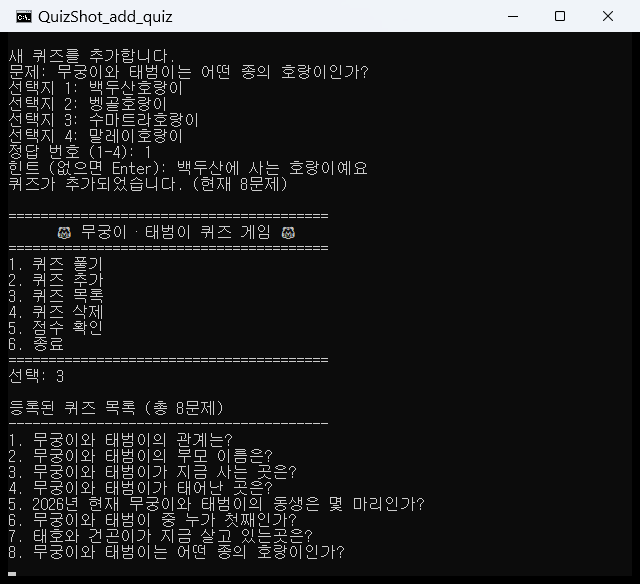 QuizShot_add_quiz
새 퀴즈를 추가합니다.
문제: 무궁이와 태범이는 어떤 종의 호랑이인가?
선택지 1: 백두산호랑이
선택지 2: 벵골호랑이
선택지 3: 수마트라호랑이
선택지 4: 말레이호랑이
정답 번호 (1-4): 1
힌트 (없으면 Enter): 백두산에 사는 호랑이예요
퀴즈가 추가되었습니다. (현재 8문제)
========================================
🐯 무궁이·태범이 퀴즈 게임 🐯
========================================
1. 퀴즈 풀기
2. 퀴즈 추가
3. 퀴즈 목록
4. 퀴즈 삭제
5. 점수 확인
6. 종료
========================================
선택: 3
등록된 퀴즈 목록 (총 8문제)
----------------------------------------
1. 무궁이와 태범이의 관계는?
2. 무궁이와 태범이의 부모 이름은?
3. 무궁이와 태범이가 지금 사는 곳은?
4. 무궁이와 태범이가 태어난 곳은?
5. 2026년 현재 무궁이와 태범이의 동생은 몇 마리인가?
6. 무궁이와 태범이 중 누가 첫째인가?
7. 태호와 건곤이가 지금 살고 있는곳은?
8. 무궁이와 태범이는 어떤 종의 호랑이인가?